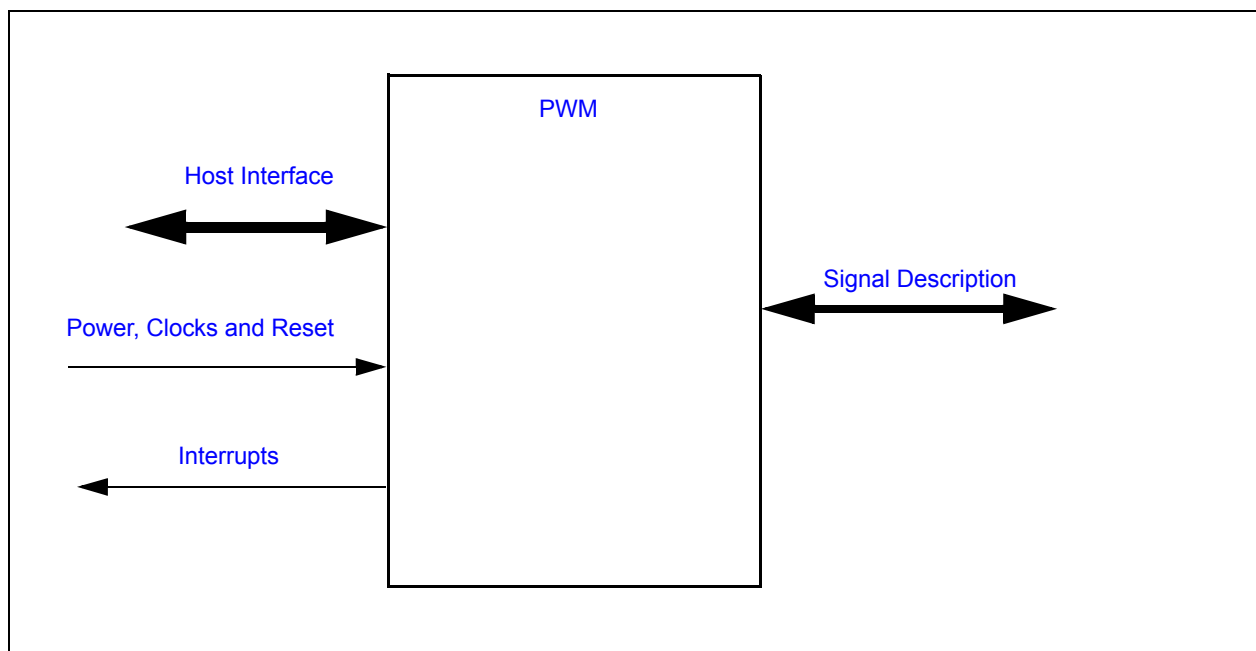 PWM
Host Interface
Signal Description
Power, Clocks and Reset
Interrupts